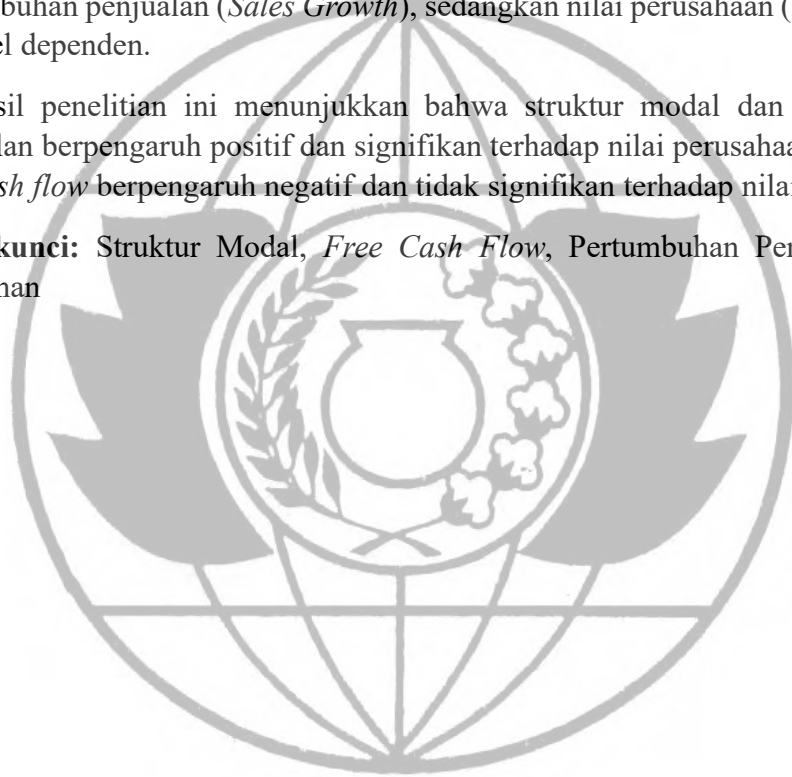 buhan penjualan (Sales Growth), sedangkan nilai perusahaan (
el dependen.
sil penelitian ini menunjukkan bahwa struktur modal dan
lan berpengaruh positif dan signifikan terhadap nilai perusahaa
sh flow berpengaruh negatif dan tidak signifikan terhadap nilai
kunci: Struktur Modal, Free Cash Flow, Pertumbuhan Pen
han